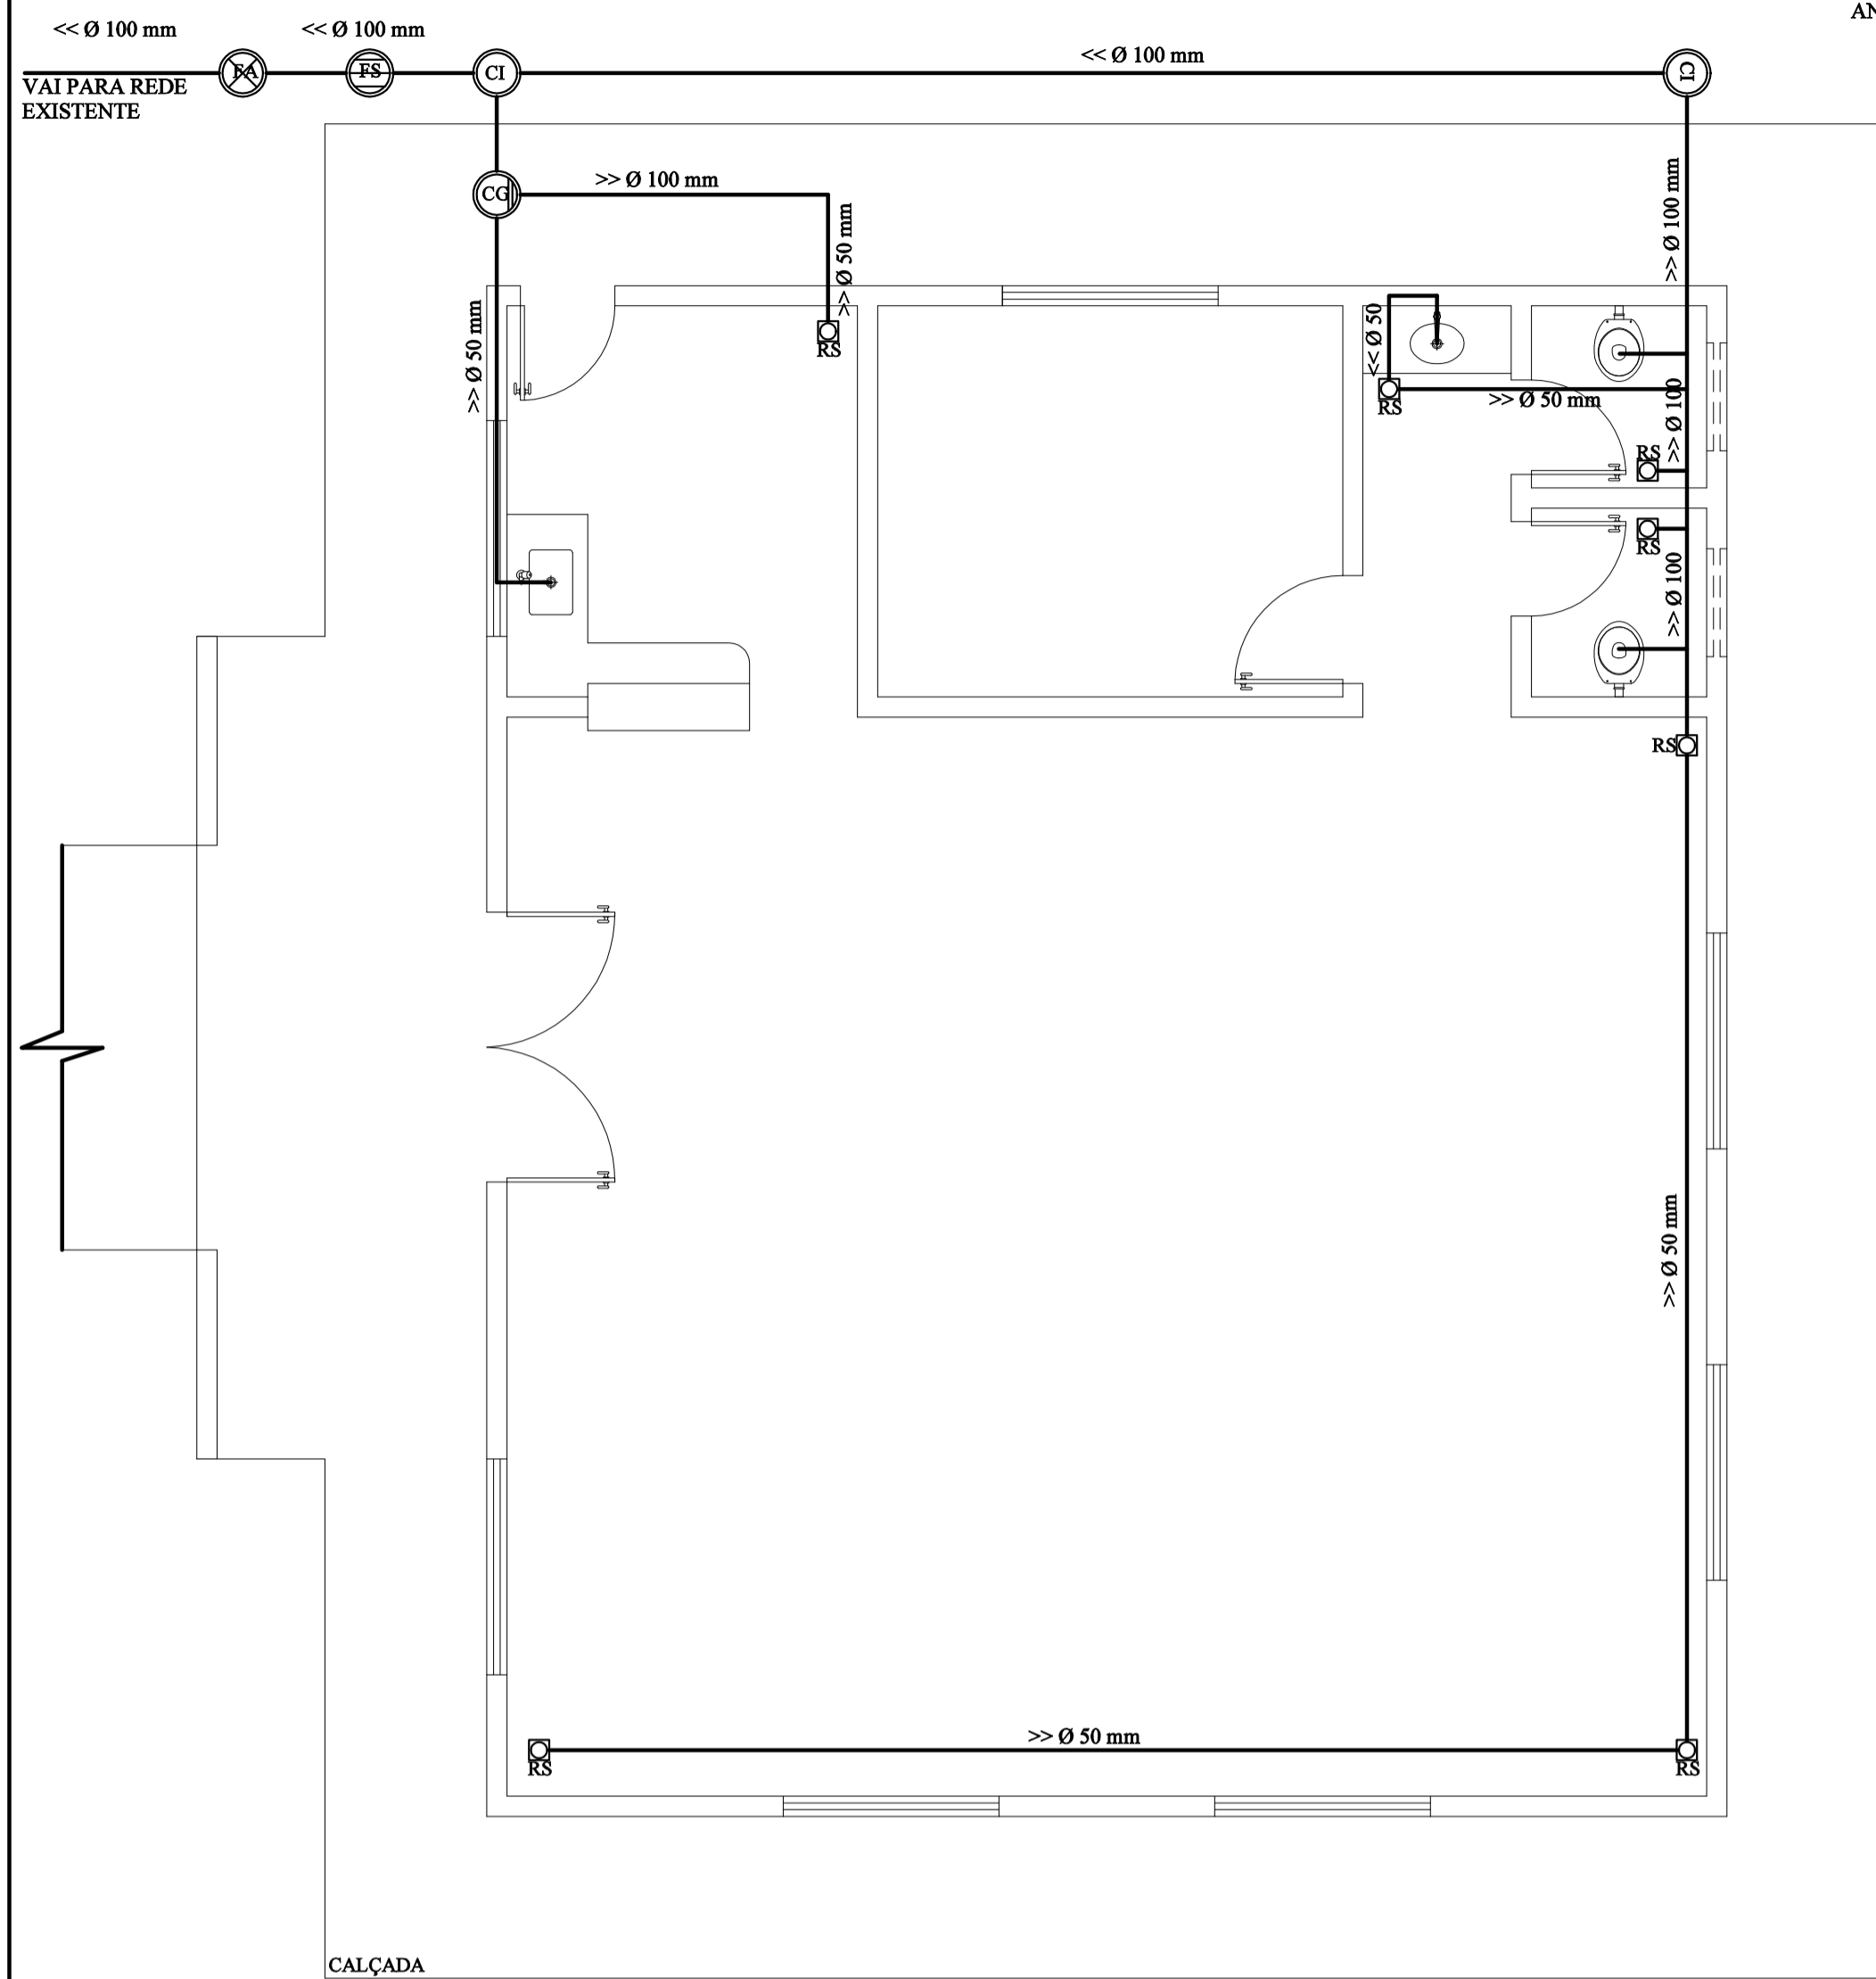 AN
<< Ø 100 mm
<< Ø 100 mm
<< Ø 100 mm
FA
FS
CI
CI
VAI PARA REDE
EXISTENTE
>> Ø 100 mm
CG
>> Ø 50 mm
>> Ø 100 mm
>> Ø 50 mm
RS
<< Ø 50
RS
>> Ø 50 mm
>> Ø 100
RS
RS
>> Ø 100
RS
>> Ø 50 mm
>> Ø 50 mm
RS
RS
CALÇADA